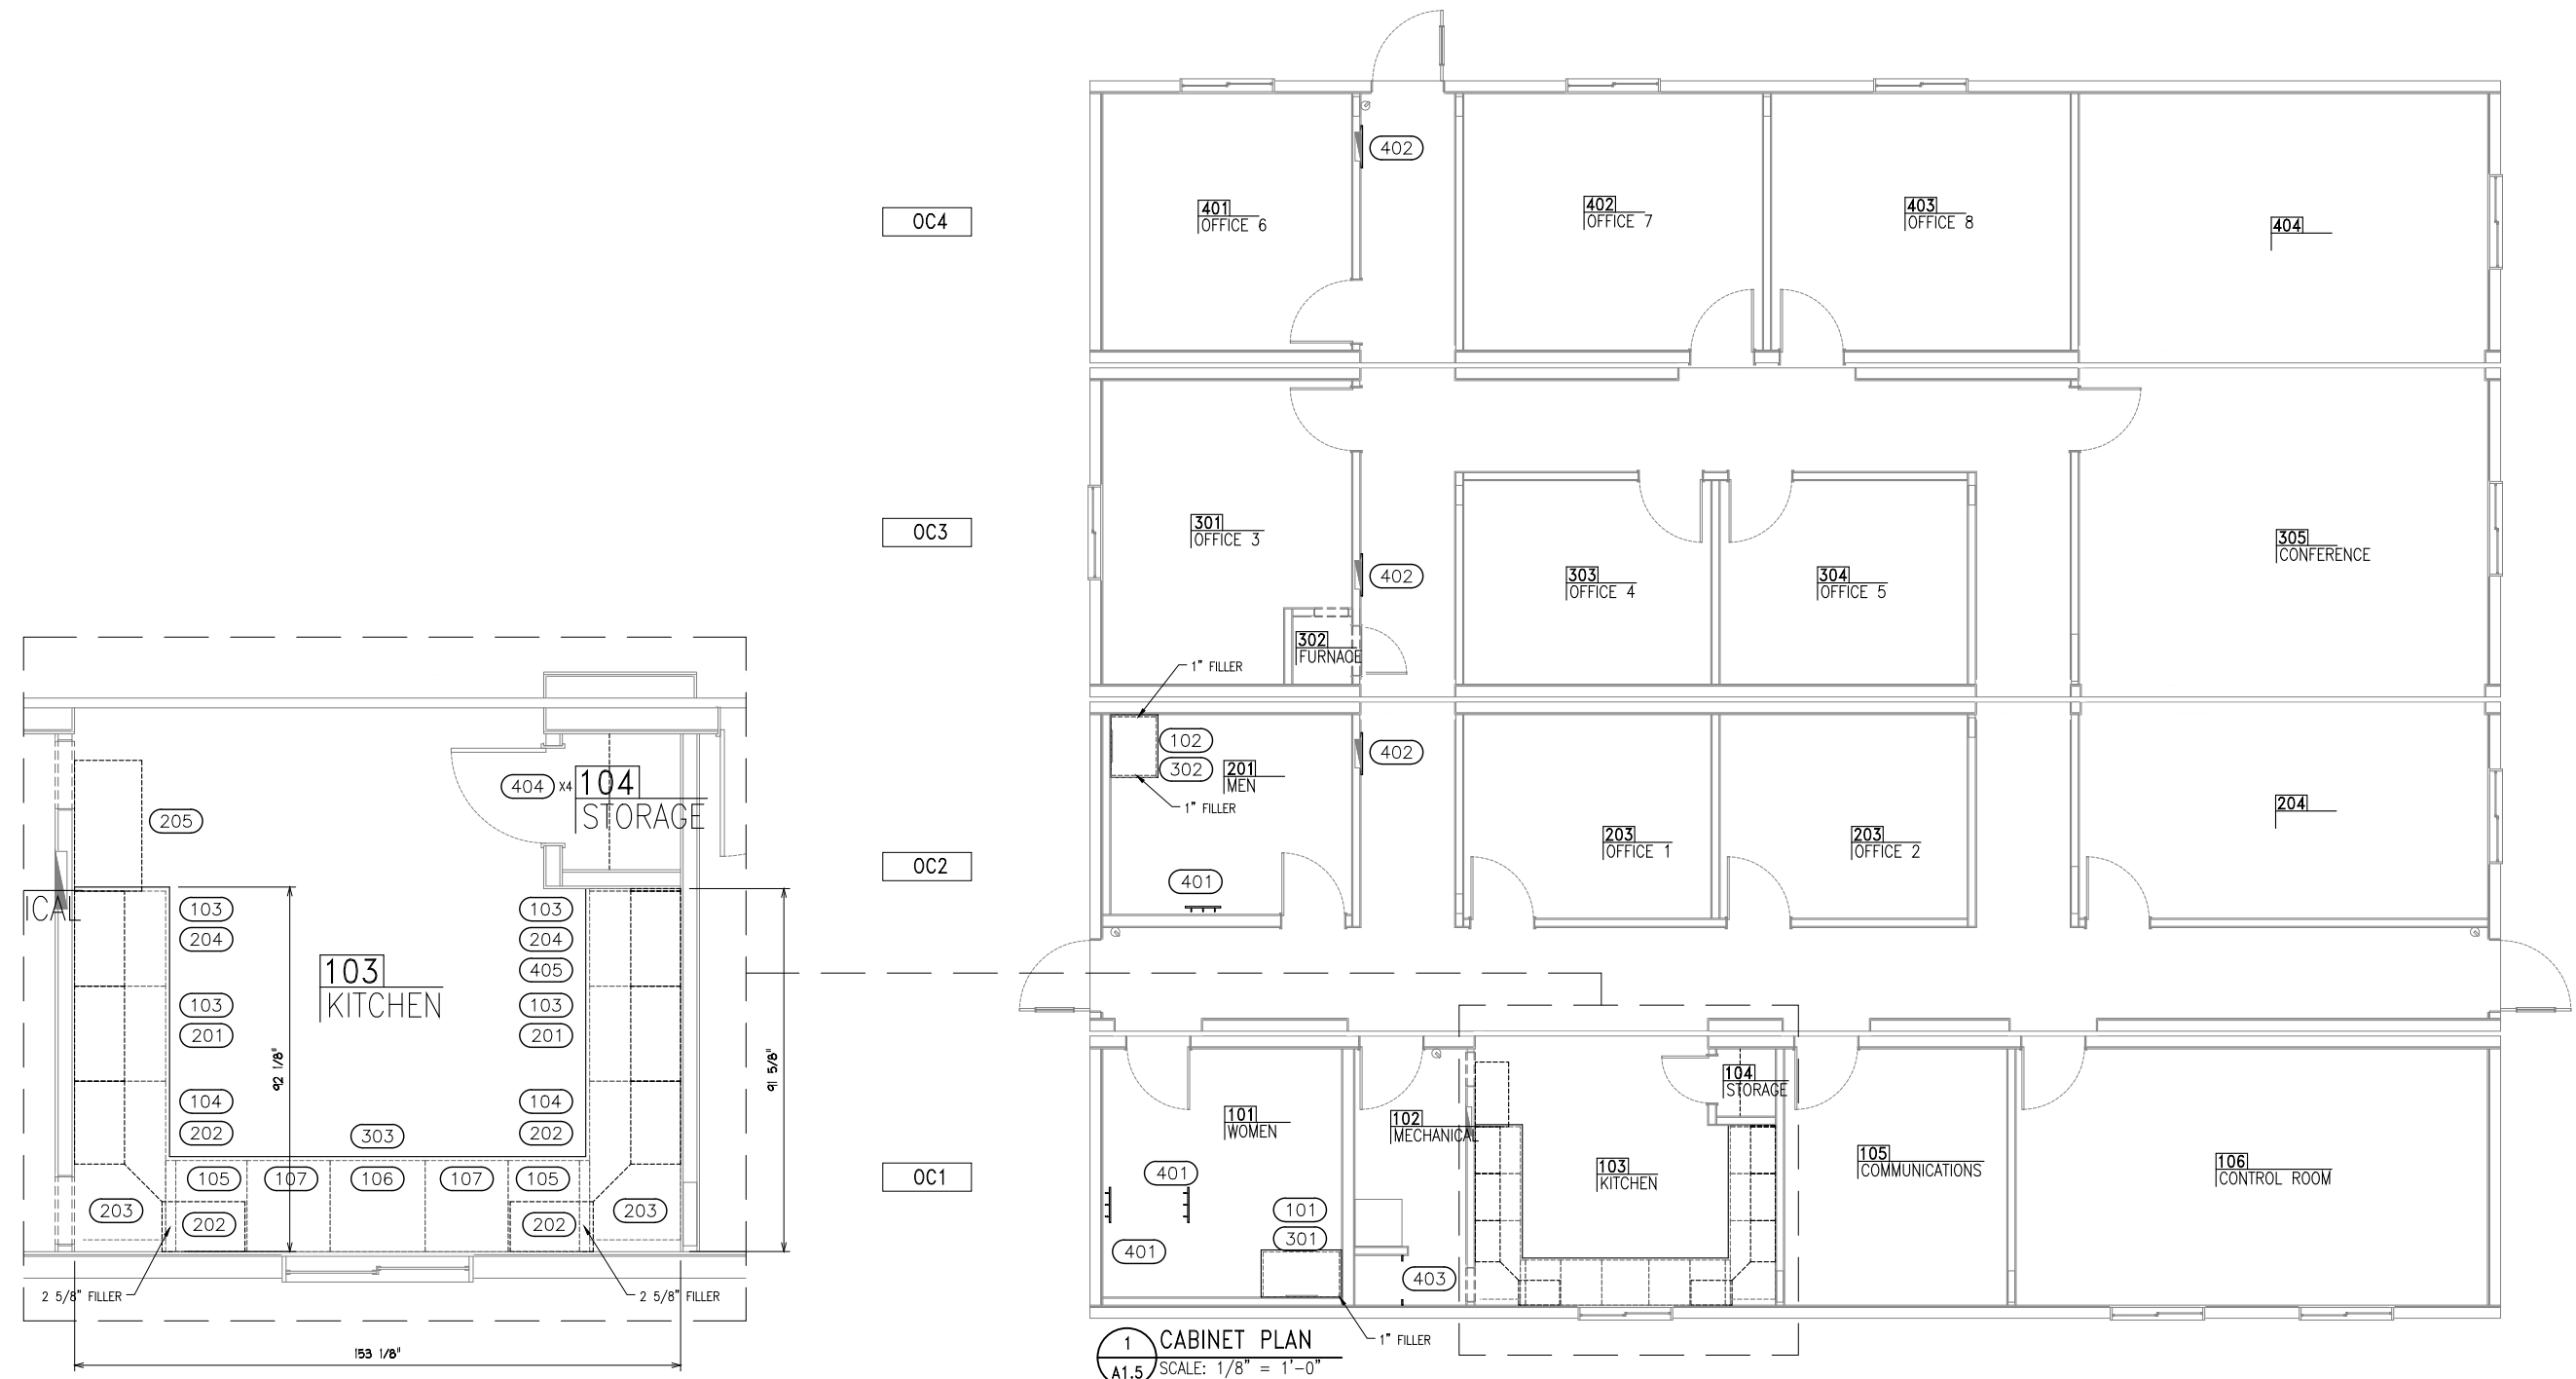 402
OC4
401
OFFICE 6
402
OFFICE 7
403
OFFICE 8
404
OC3
301
OFFICE 3
402
303
OFFICE 4
304
OFFICE 5
305
CONFERENCE
302
FURNACE
1" FILLER
102
302
1" FILLER
201
MEN
402
204
OC2
401
203
OFFICE 1
203
OFFICE 2
OC1
101
WOMEN
102
MECHANICAL
103
KITCHEN
104
STORAGE
105
COMMUNICATIONS
106
CONTROL ROOM
401
401
101
301
403
1" FILLER
1
A1.5
CABINET PLAN
SCALE: 1/8" = 1'-0"
404 X4
104
STORAGE
205
ICAL
103
204
103
201
104
202
103
KITCHEN
92 1/8"
103
204
405
103
201
104
202
91 5/8"
303
105
107
106
107
105
203
202
202
203
2 5/8" FILLER
2 5/8" FILLER
153 1/8"